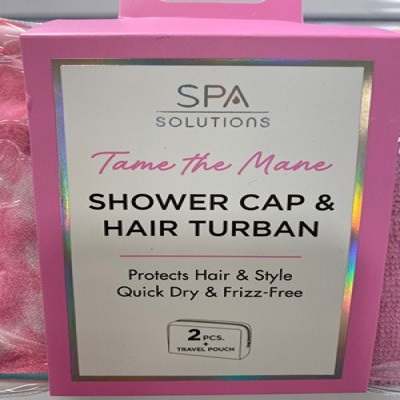 SPA
SOLUTIONS
Tame the Mane
SHOWER CAP &
HAIR TURBAN
Protects Hair & Style
Quick Dry & Frizz-Free
2 PCS.
+
TRAVEL POUCH